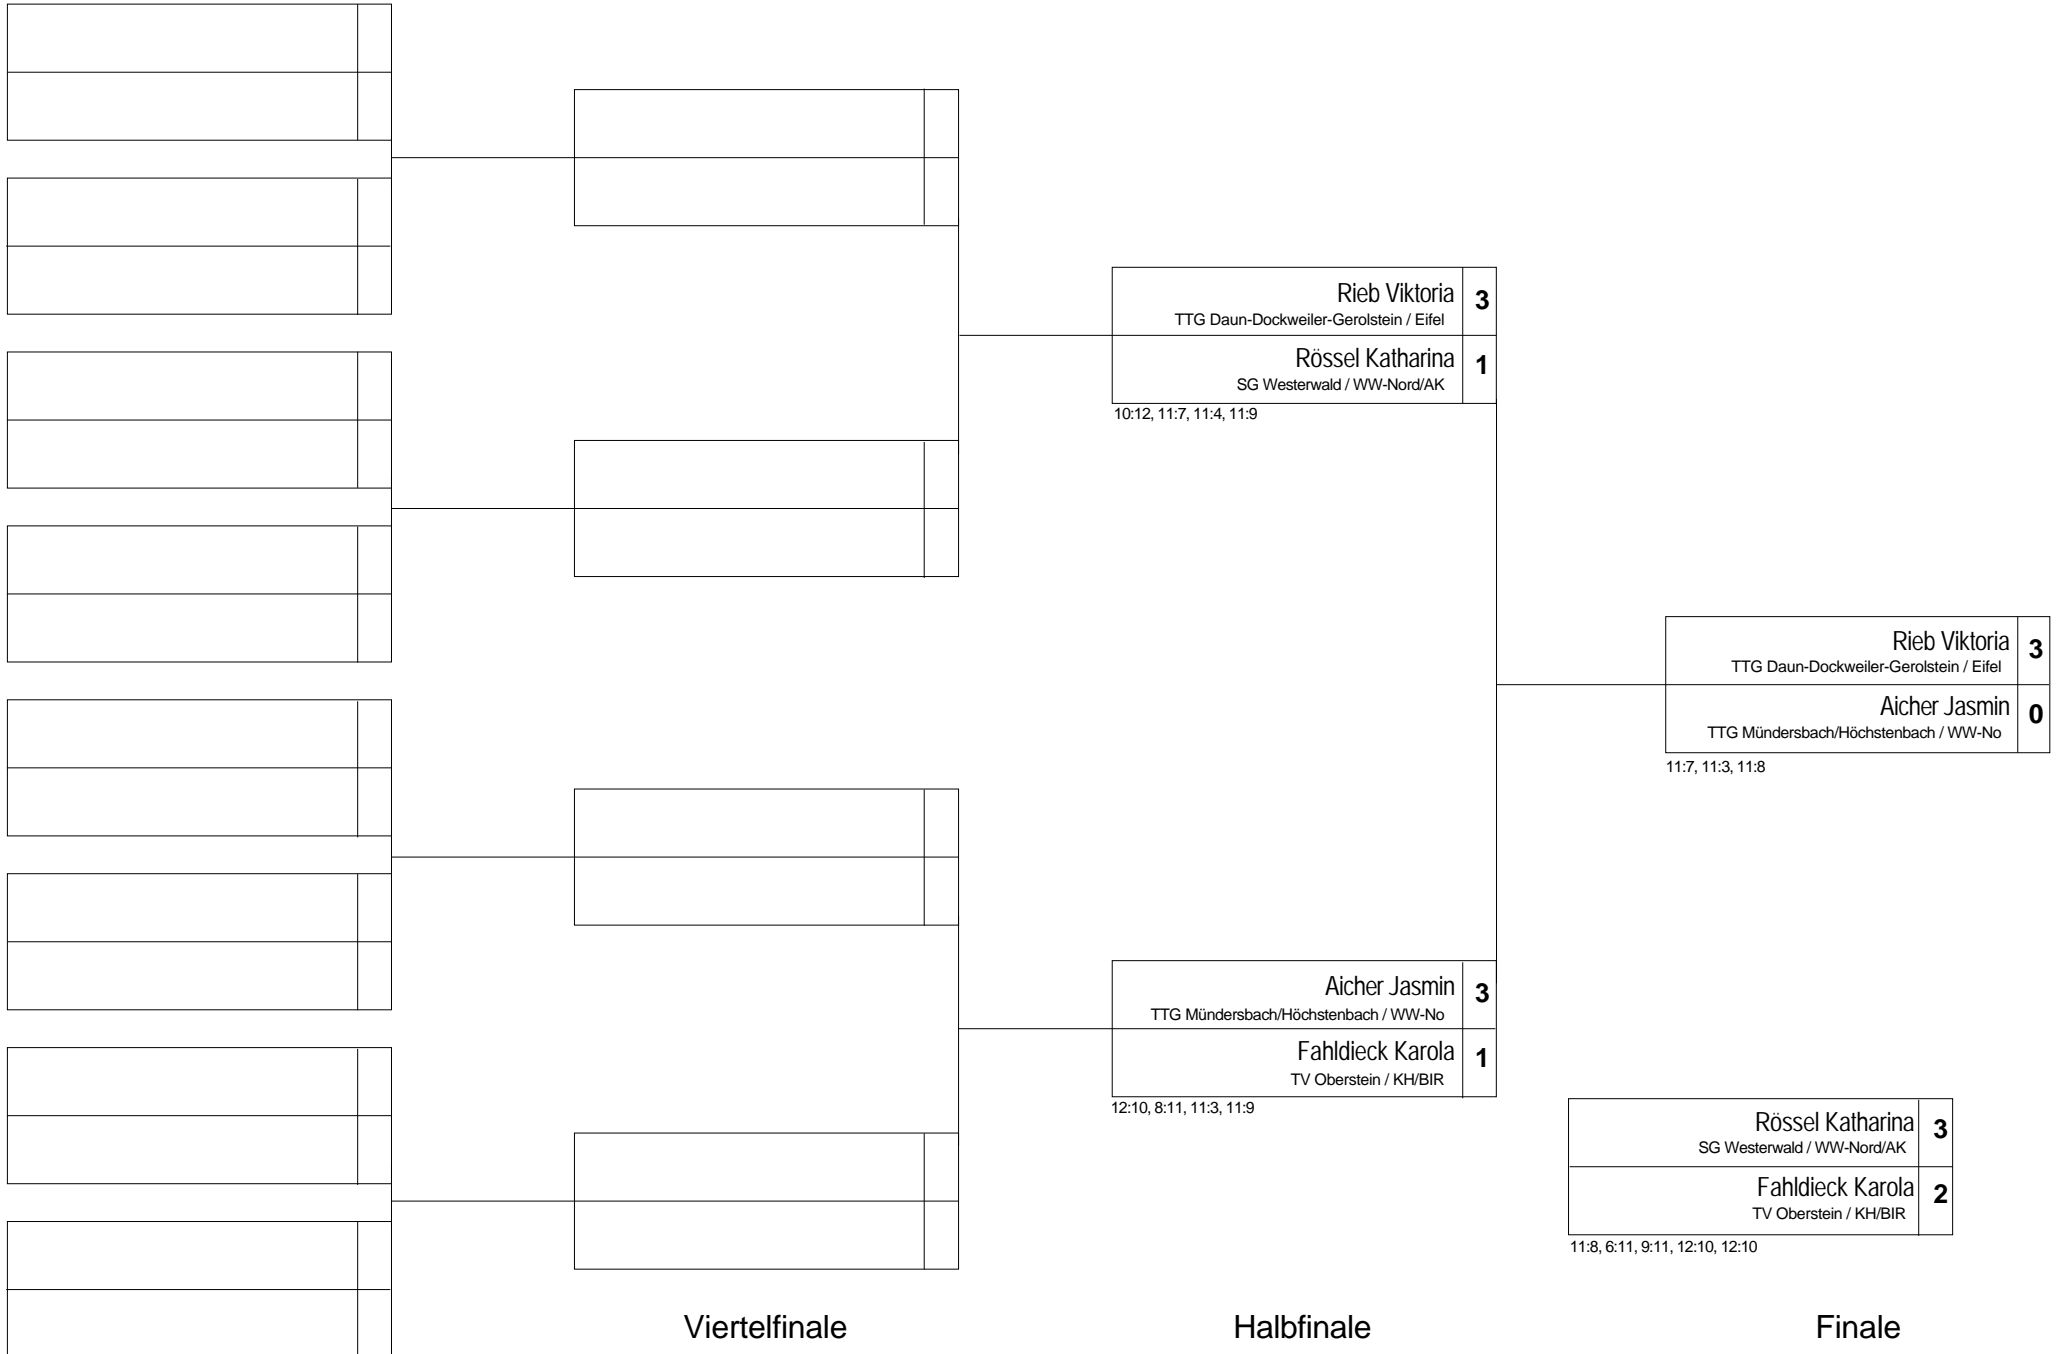 Rieb Viktoria 3
TTG Daun-Dockweiler-Gerolstein / Eifel
Rössel Katharina 1
SG Westerwald / WW-Nord/AK
10:12, 11:7, 11:4, 11:9
Rieb Viktoria 3
TTG Daun-Dockweiler-Gerolstein / Eifel
Aicher Jasmin 0
TTG Mündersbach/Höchstenbach / WW-No
11:7, 11:3, 11:8
Aicher Jasmin 3
TTG Mündersbach/Höchstenbach / WW-No
Fahldieck Karola 1
TV Oberstein / KH/BIR
12:10, 8:11, 11:3, 11:9
Rössel Katharina 3
SG Westerwald / WW-Nord/AK
Fahldieck Karola 2
TV Oberstein / KH/BIR
11:8, 6:11, 9:11, 12:10, 12:10
Viertelfinale Halbfinale Finale